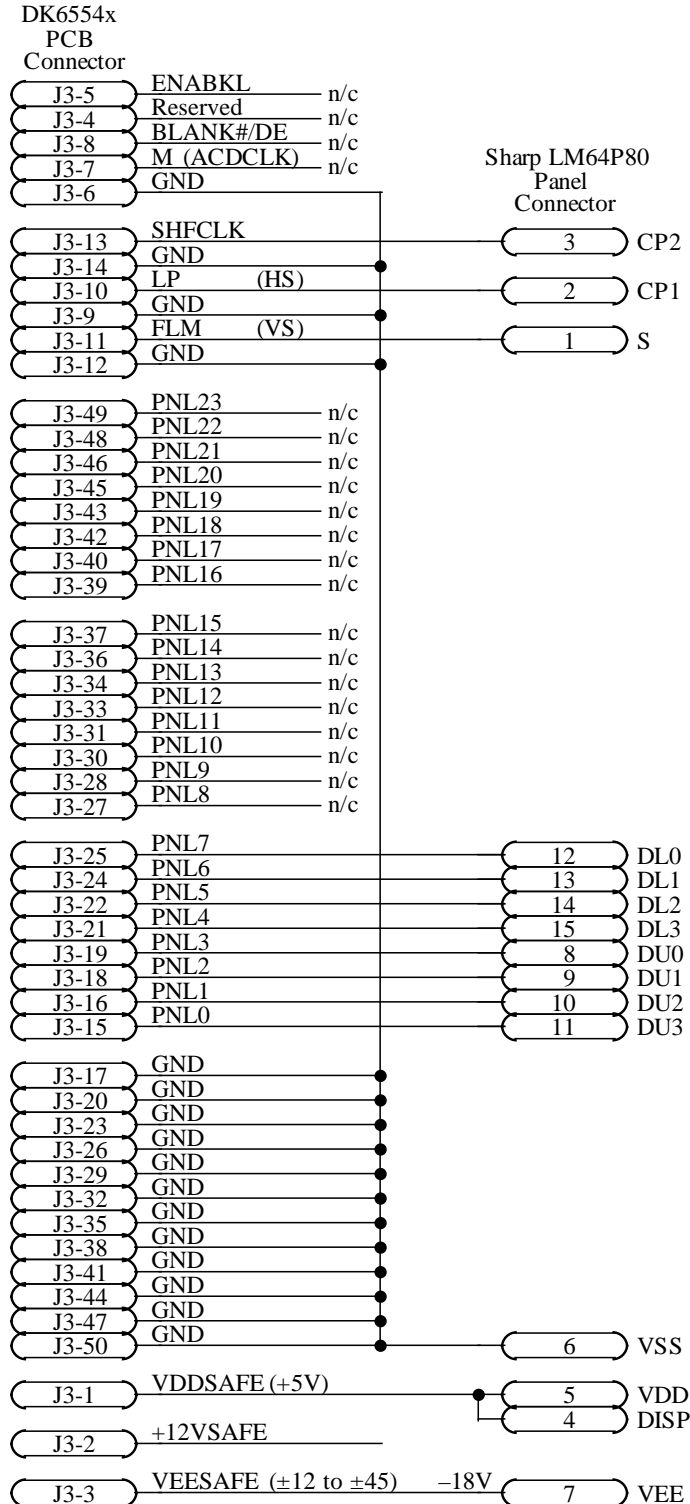 DK6554x
PCB
Connector
J3-5 ENABKL n/c
J3-4 Reserved n/c
J3-8 BLANK#/DE n/c
J3-7 M (ACDCLK) n/c
J3-6 GND
Sharp LM64P80
Panel
Connector
J3-13 SHFCLK 3 CP2
J3-14 GND
J3-10 LP (HS) 2 CP1
J3-9 GND
J3-11 FLM (VS) 1 S
J3-12 GND
J3-49 PNL23 n/c
J3-48 PNL22 n/c
J3-46 PNL21 n/c
J3-45 PNL20 n/c
J3-43 PNL19 n/c
J3-42 PNL18 n/c
J3-40 PNL17 n/c
J3-39 PNL16 n/c
J3-37 PNL15 n/c
J3-36 PNL14 n/c
J3-34 PNL13 n/c
J3-33 PNL12 n/c
J3-31 PNL11 n/c
J3-30 PNL10 n/c
J3-28 PNL9 n/c
J3-27 PNL8 n/c
J3-25 PNL7 12 DL0
J3-24 PNL6 13 DL1
J3-22 PNL5 14 DL2
J3-21 PNL4 15 DL3
J3-19 PNL3 8 DU0
J3-18 PNL2 9 DU1
J3-16 PNL1 10 DU2
J3-15 PNL0 11 DU3
J3-17 GND
J3-20 GND
J3-23 GND
J3-26 GND
J3-29 GND
J3-32 GND
J3-35 GND
J3-38 GND
J3-41 GND
J3-44 GND
J3-47 GND
J3-50 GND 6 VSS
J3-1 VDDSAFE (+5V) 5 VDD
4 DISP
J3-2 +12VSAFE
J3-3 VEESAFE (±12 to ±45) –18V 7 VEE